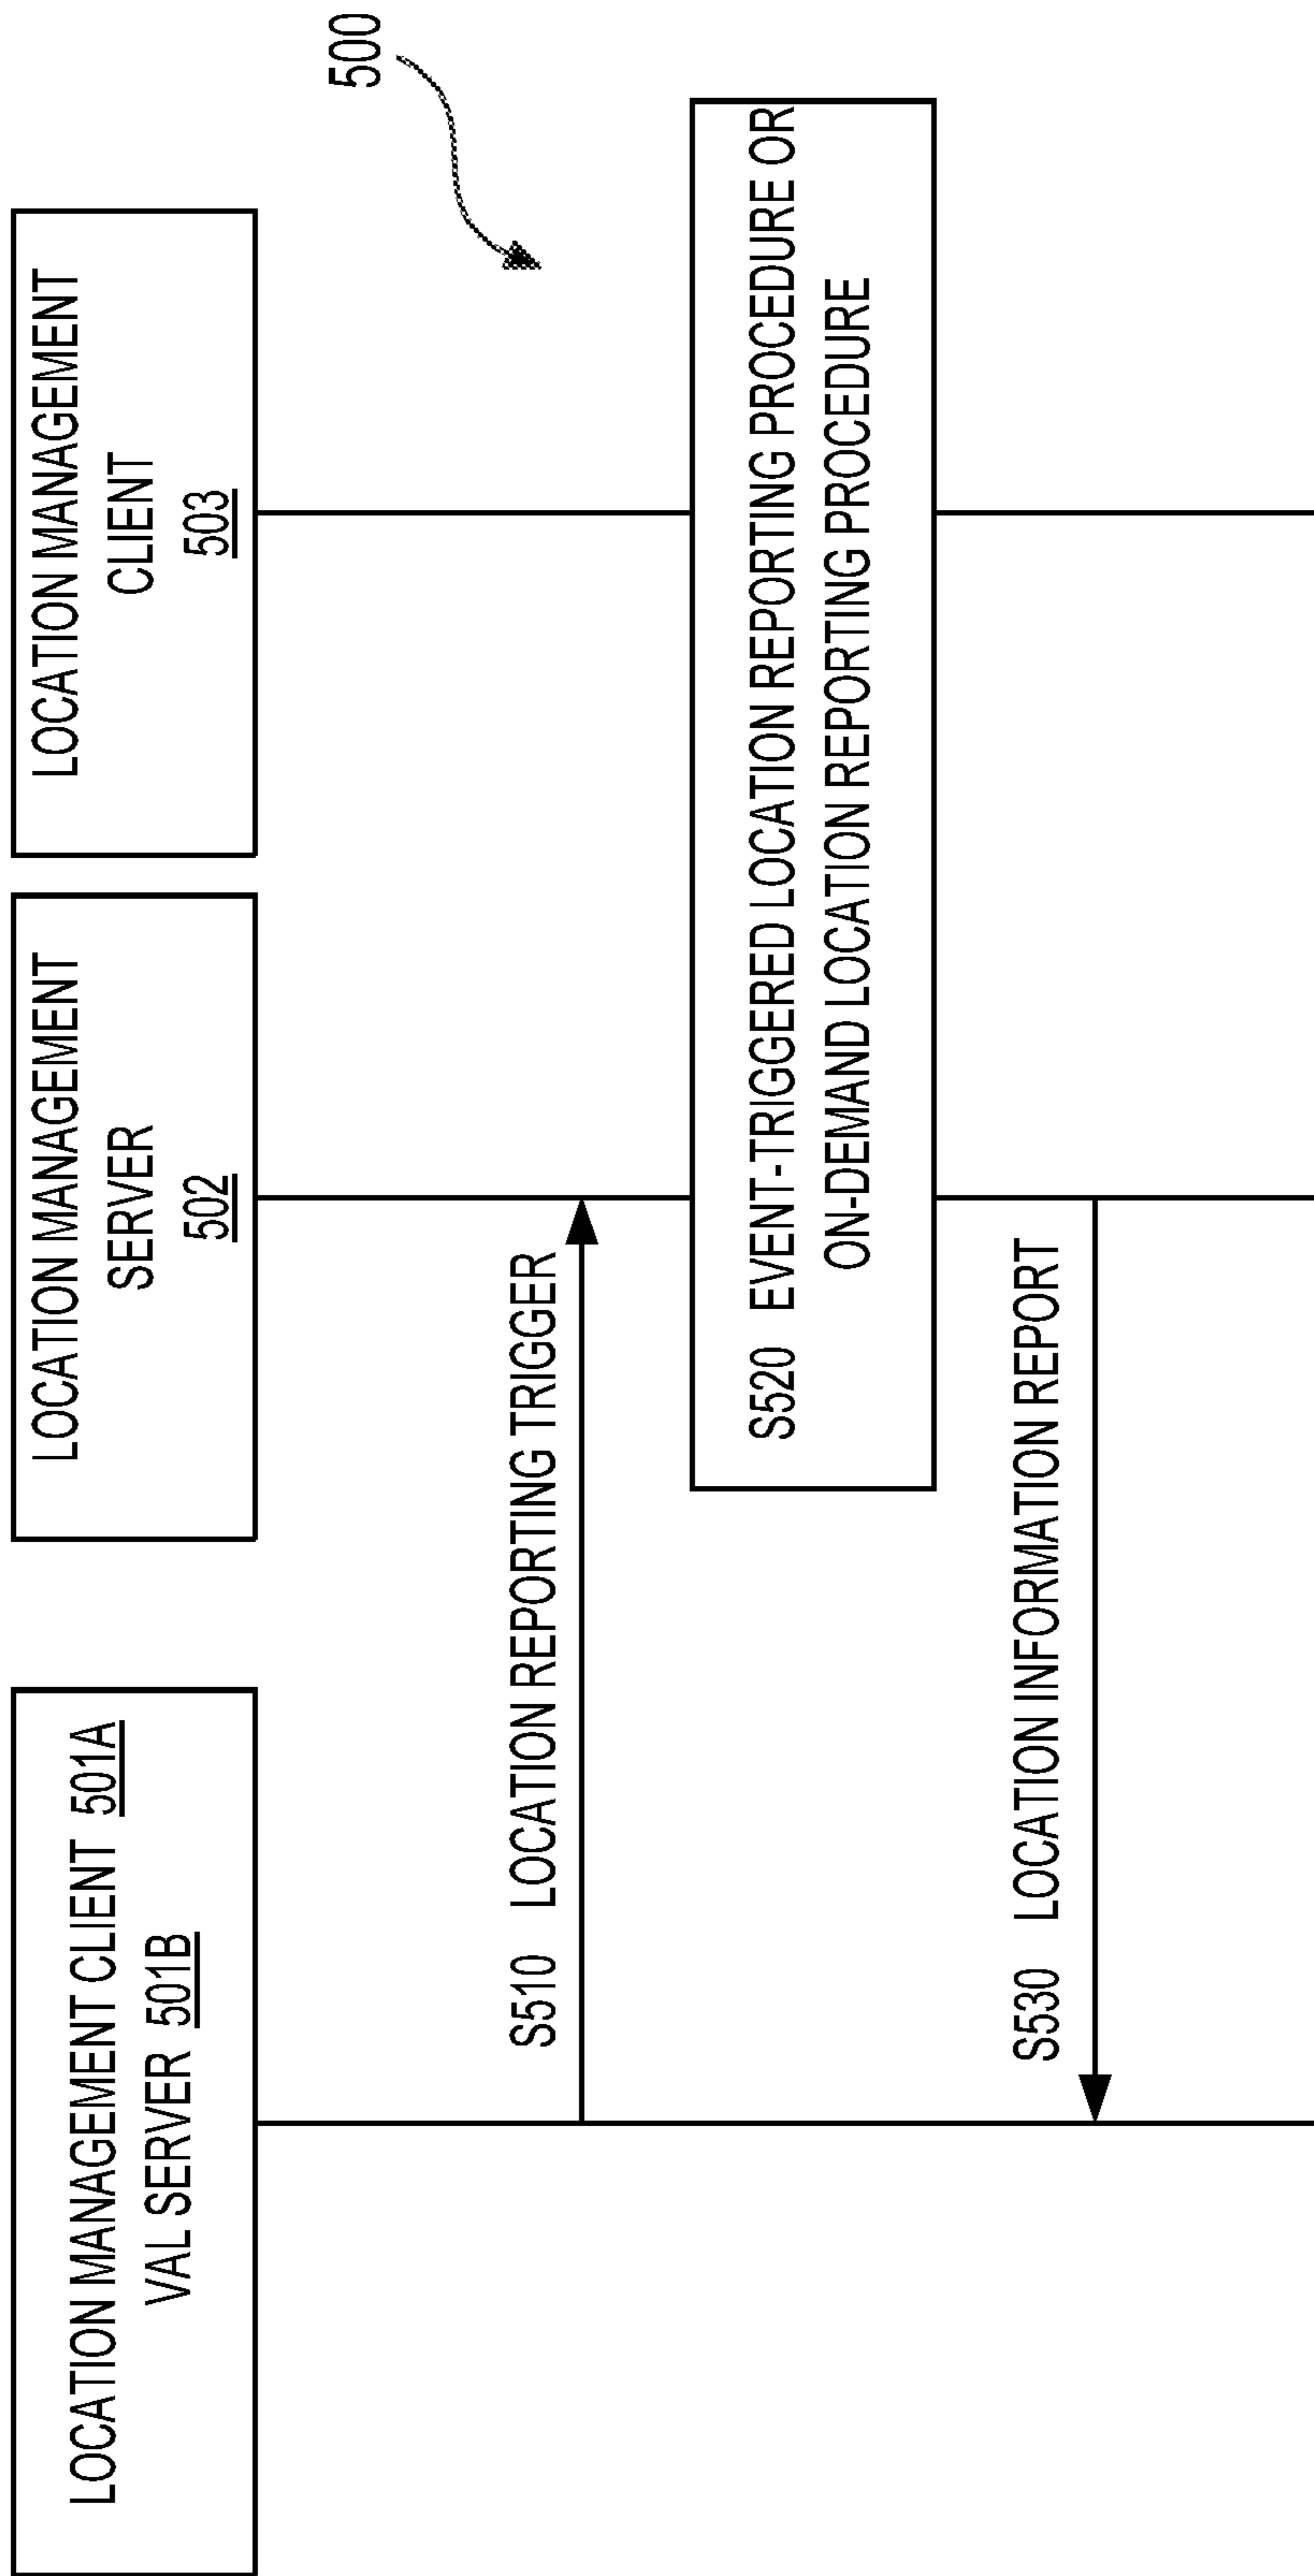 LOCATION MANAGEMENT CLIENT 501A
VAL SERVER 501B
LOCATION MANAGEMENT
SERVER
502
LOCATION MANAGEMENT
CLIENT
503
500
S510 LOCATION REPORTING TRIGGER
S520 EVENT-TRIGGERED LOCATION REPORTING PROCEDURE OR
ON-DEMAND LOCATION REPORTING PROCEDURE
S530 LOCATION INFORMATION REPORT